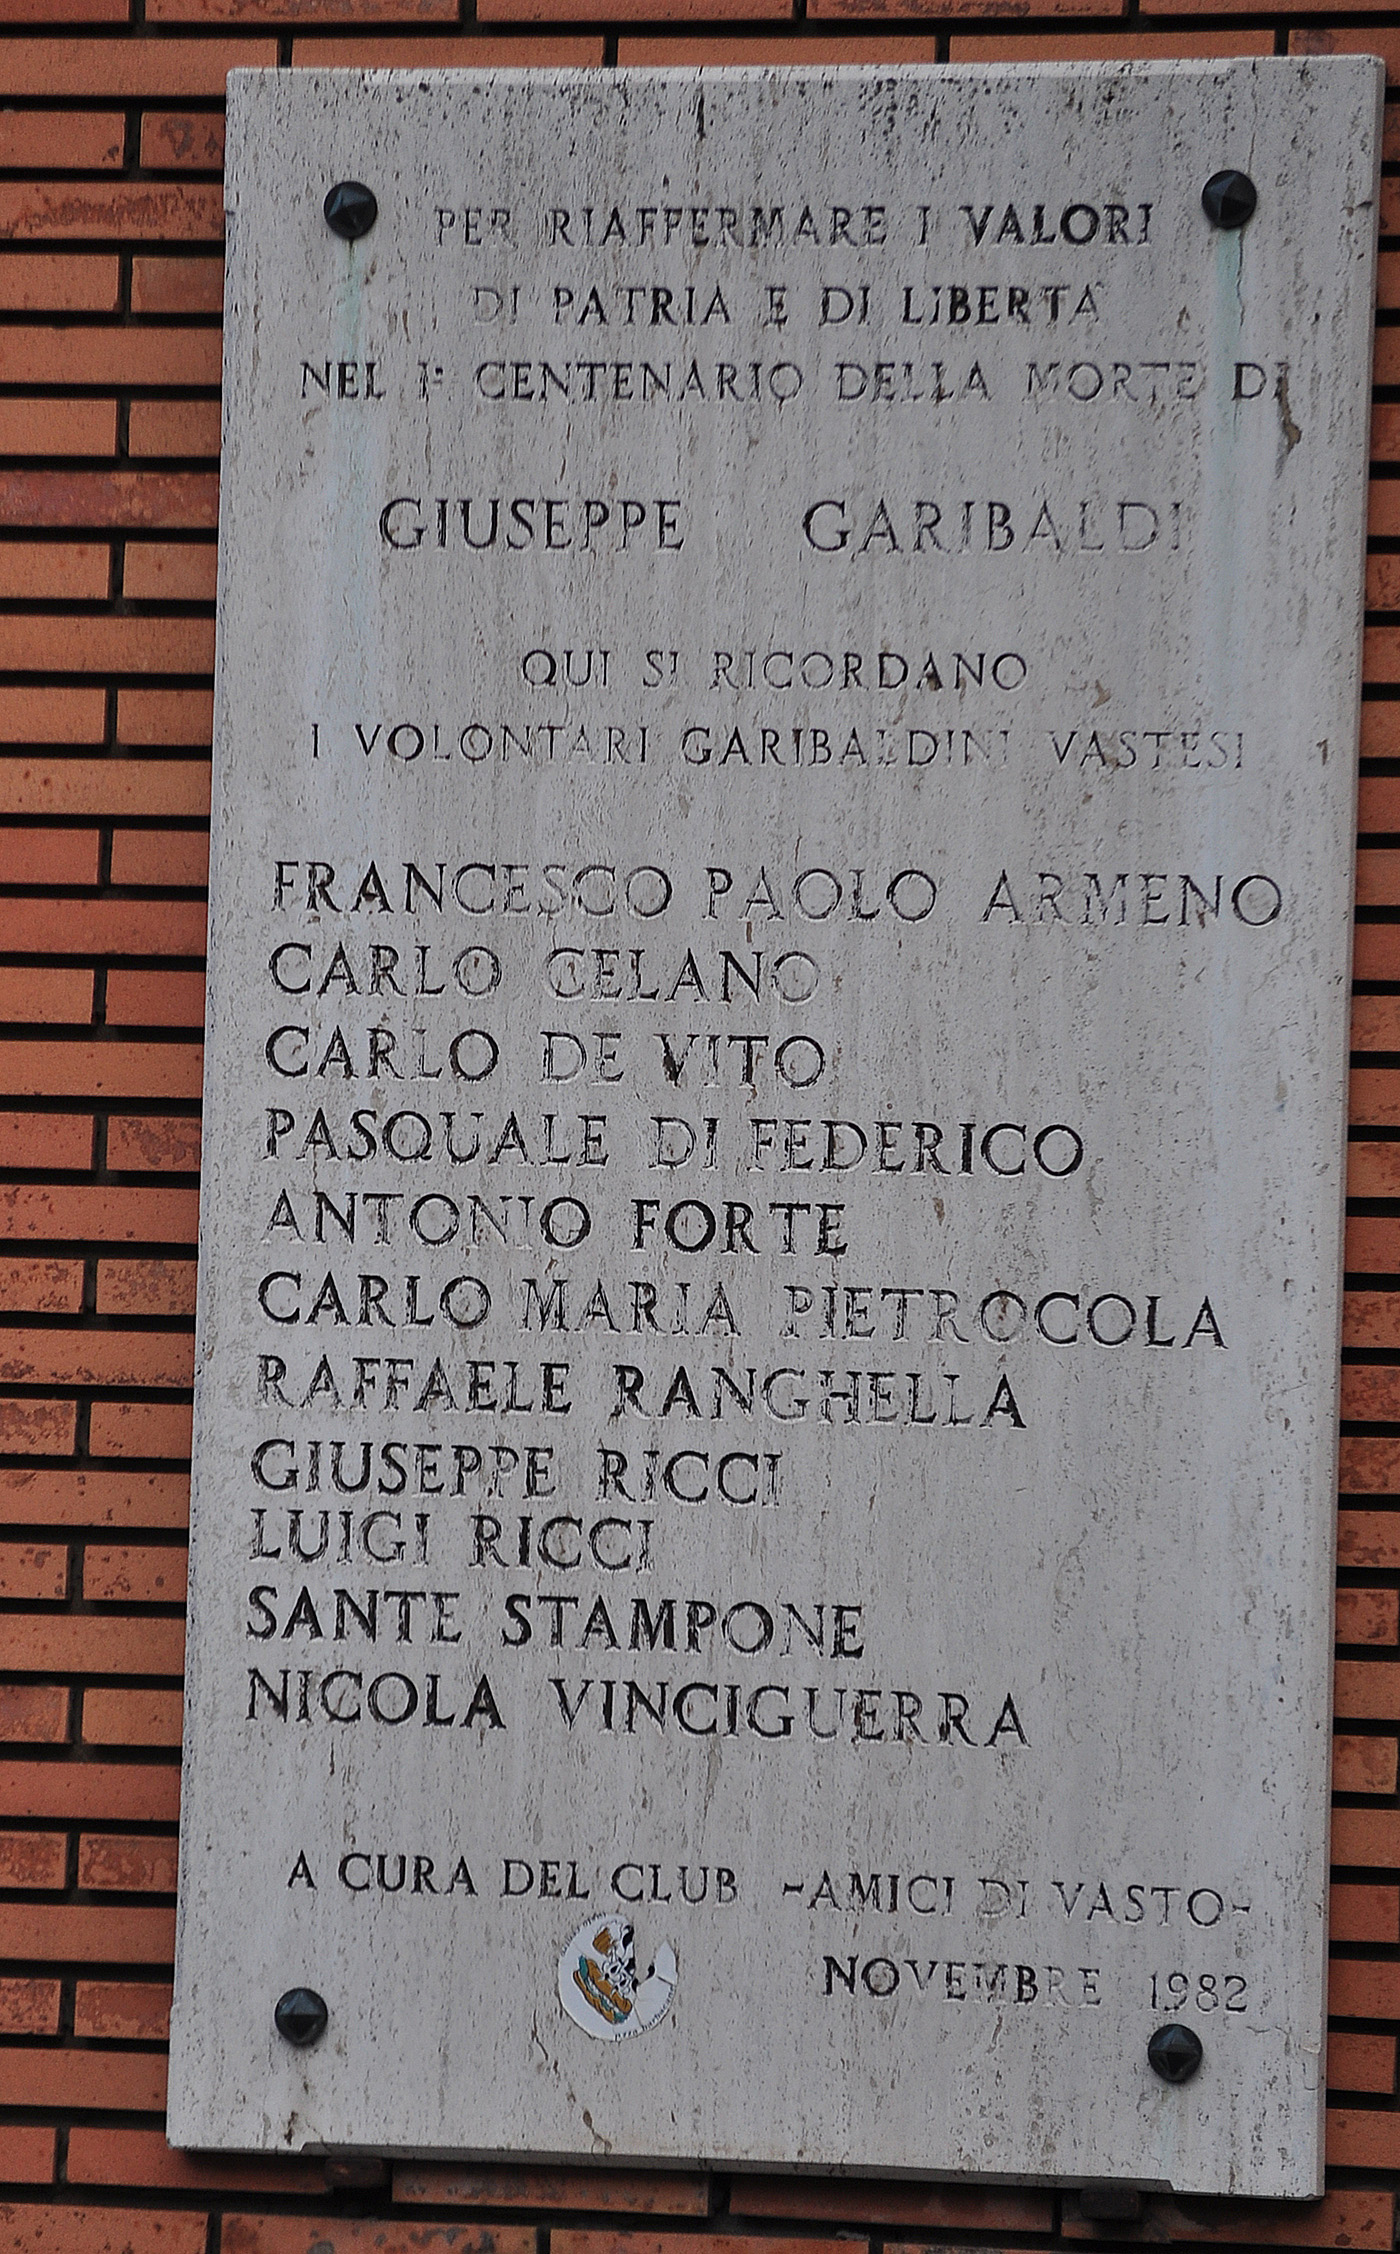 PER RIAFFERMARE I VALORI
DI PATRIA E DI LIBERTA
NEL I° CENTENARIO DELLA MORTE DI
GIUSEPPE GARIBALDI
QUI SI RICORDANO
I VOLONTARI GARIBALDINI VASTESI
FRANCESCO PAOLO ARMENO
CARLO CELANO
CARLO DE VITO
PASQUALE DI FEDERICO
ANTONIO FORTE
CARLO MARIA PIETROCOLA
RAFFAELE RANGHELLA
GIUSEPPE RICCI
LUIGI RICCI
SANTE STAMPONE
NICOLA VINCIGUERRA
A CURA DEL CLUB -AMICI DI VASTO-
NOVEMBRE 1982